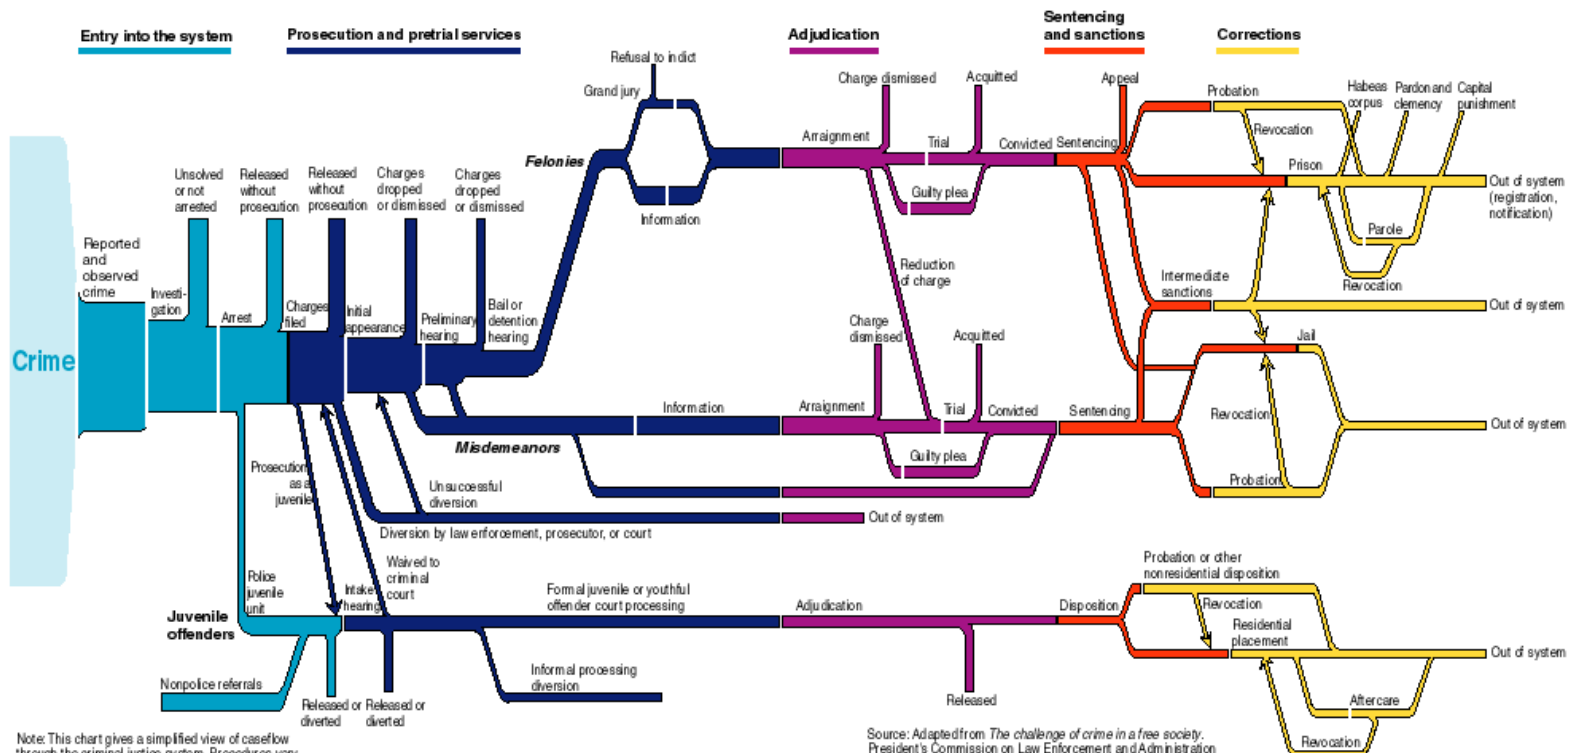 Entry into the system
Prosecution and pretrial services
Adjudication
Sentencing
and sanctions
Corrections
Refusal to indict
Grand jury
Felonies
Information
Charge dismissed
Acquitted
Arraignment
Trial
Convicted
Guilty plea
Sentencing
Appeal
Probation
Revocation
Prison
Habeas
corpus
Pardon and
clemency
Capital
punishment
Out of system
(registration,
notification)
Parole
Revocation
Unsolved
or not
arrested
Released
without
prosecution
Released
without
prosecution
Charges
dropped
or dismissed
Charges
dropped
or dismissed
Crime
Reported
and
observed
crime
Investi-
gation
Arrest
Charges
filed
Initial
appearance
Preliminary
hearing
Bail or
detention
hearing
Reduction
of charge
Intermediate
sanctions
Out of system
Misdemeanors
Information
Charge
dismissed
Acquitted
Arraignment
Trial
Convicted
Guilty plea
Sentencing
Jail
Revocation
Probation
Out of system
Unsuccessful
diversion
Diversion by law enforcement, prosecutor, or court
Out of system
Prosecution
as a
juvenile
Waived to
criminal
court
Police
juvenile
unit
Intake
hearing
Juvenile
offenders
Nonpolice referrals
Released or
diverted
Released or
diverted
Formal juvenile or youthful
offender court processing
Informal processing
diversion
Adjudication
Released
Disposition
Probation or other
nonresidential disposition
Revocation
Residential
placement
Out of system
Aftercare
Revocation
Note: This chart gives a simplified view of caseflow
through the criminal justice system. Procedures vary
Source: Adapted from The challenge of crime in a free society.
President's Commission on Law Enforcement and Administration